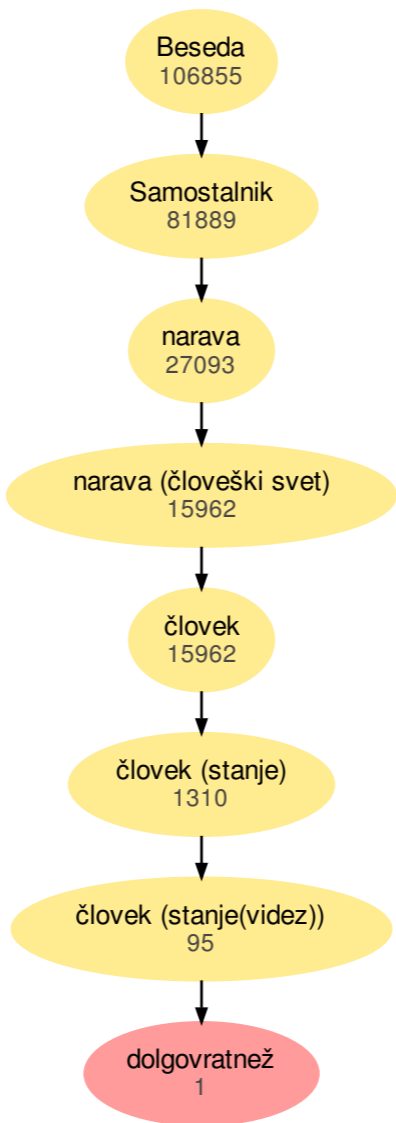 Beseda
106855
Samostalnik
81889
narava
27093
narava (človeški svet)
15962
človek
15962
človek (stanje)
1310
človek (stanje(videz))
95
dolgovratnež
1